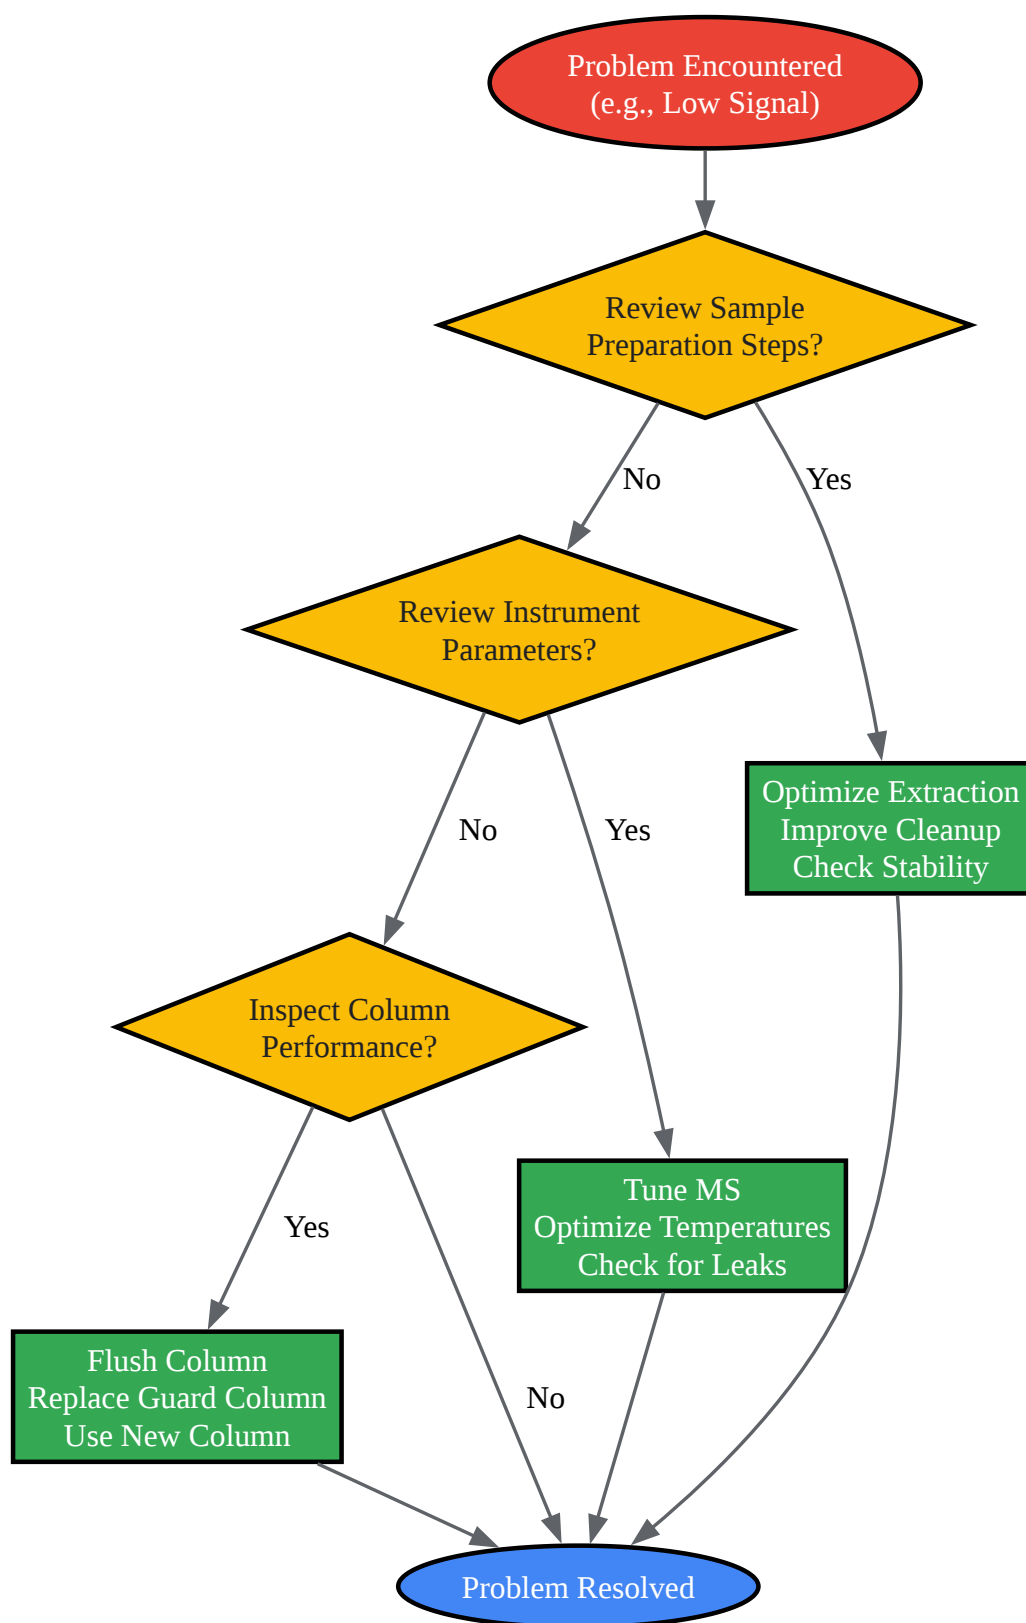 Problem Encountered
(e.g., Low Signal)
Review Sample
Preparation Steps?
No
Yes
Review Instrument
Parameters?
Optimize Extraction
Improve Cleanup
Check Stability
No
Yes
Inspect Column
Performance?
Tune MS
Optimize Temperatures
Check for Leaks
Yes
Flush Column
Replace Guard Column
Use New Column
No
Problem Resolved